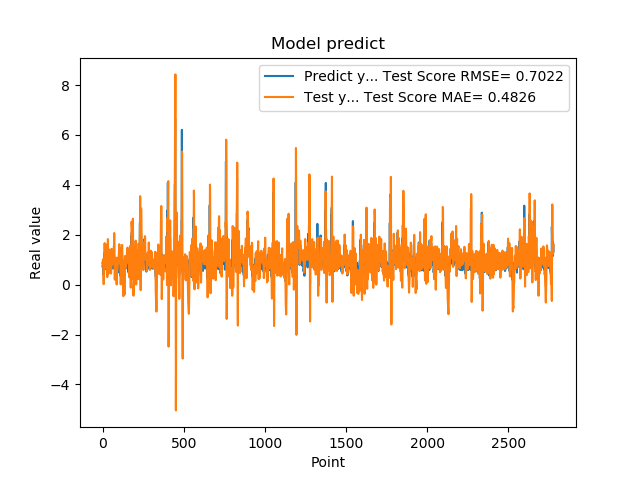 Model predict
Predict y... Test Score RMSE= 0.7022
Test y... Test Score MAE= 0.4826
Real value
8
6
4
2
0
−2
−4
0 500 1000 1500 2000 2500
Point